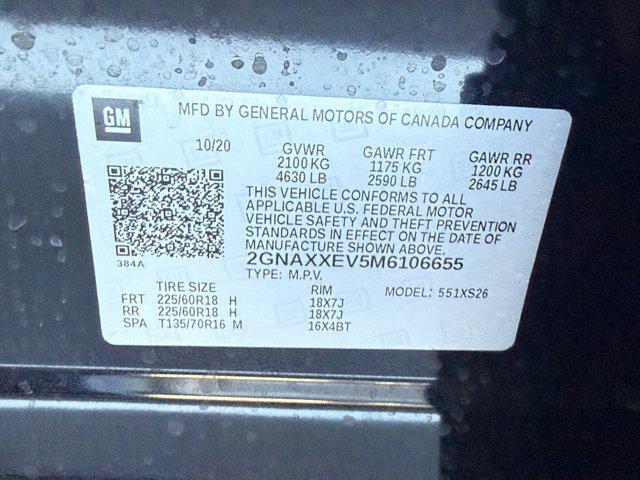 GM
MFD BY GENERAL MOTORS OF CANADA COMPANY
10/20 GVWR GAWR FRT GAWR RR
2100 KG 1175 KG 1200 KG
4630 LB 2590 LB 2645 LB
THIS VEHICLE CONFORMS TO ALL
APPLICABLE U.S. FEDERAL MOTOR
VEHICLE SAFETY AND THEFT PREVENTION
STANDARDS IN EFFECT ON THE DATE OF
MANUFACTURE SHOWN ABOVE.
384A
2GNAXXEV5M6106655
TYPE: M.P.V. MODEL: 551XS26
TIRE SIZE RIM
FRT 225/60R18 H 18X7J
RR 225/60R18 H 18X7J
SPA T135/70R16 M 16X4BT